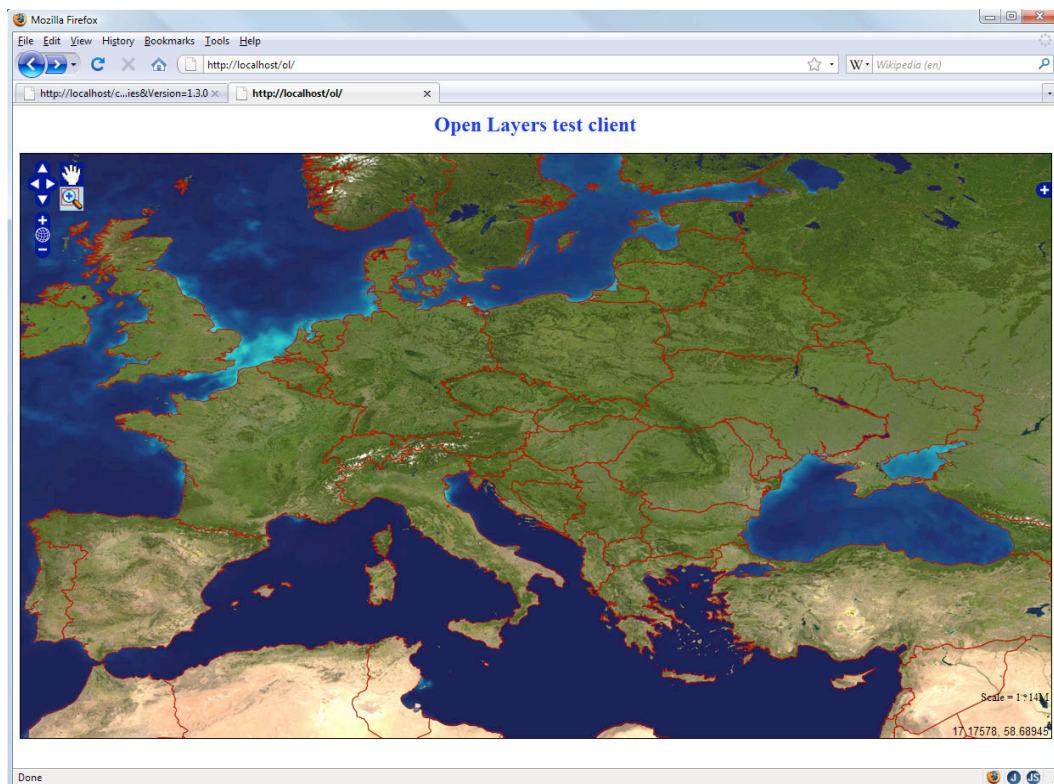 Mozilla Firefox
File Edit View History Bookmarks Tools Help
http://localhost/ol/
W Wikipedia (en)
http://localhost/c...ies&Version=1.3.0
http://localhost/ol/
Open Layers test client
Scale = 1 : 14M
17.17578, 58.68945
Done